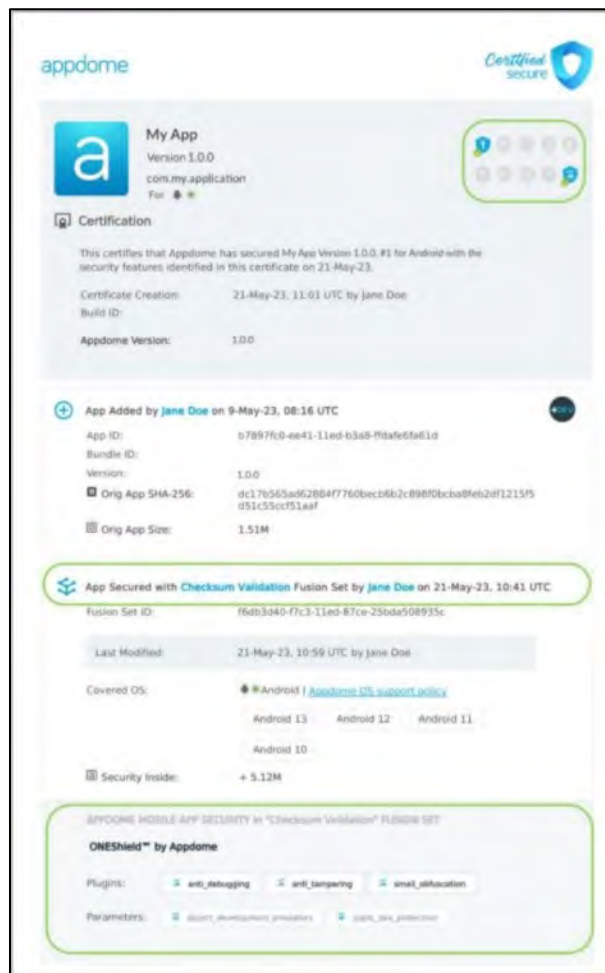 appdome
Certified
secure
My App
Version 1.0.0
com.my.application
For
Certification
This certifies that Appdome has secured My App Version 1.0.0, #1 for Android with the
security features identified in this certificate on 21-May-23.
Certificate Creation: 21-May-23, 11:01 UTC by Jane Doe
Build ID:
Appdome Version: 1.0.0
App Added by Jane Doe on 9-May-23, 08:16 UTC
+DEV
App ID: b7897fc0-ee41-11ed-b3a8-ffdafe6fa61d
Bundle ID:
Version: 1.0.0
Orig App SHA-256: dc17b565ad62884f7760becb6b2c898f0bcba8feb2df1215f5
d51c55ccf51aaf
Orig App Size: 1.51M
App Secured with Checksum Validation Fusion Set by Jane Doe on 21-May-23, 10:41 UTC
Fusion Set ID: f6db3d40-f7c3-11ed-87ce-25bda508935c
Last Modified: 21-May-23, 10:59 UTC by Jane Doe
Covered OS: Android | Appdome OS support policy
Android 13 Android 12 Android 11
Android 10
Security Inside: + 5.12M
APPDOME MOBILE APP SECURITY in "Checksum Validation" FUSION SET
ONEShield™ by Appdome
Plugins: anti_debugging anti_tampering small_obfuscation
Parameters: